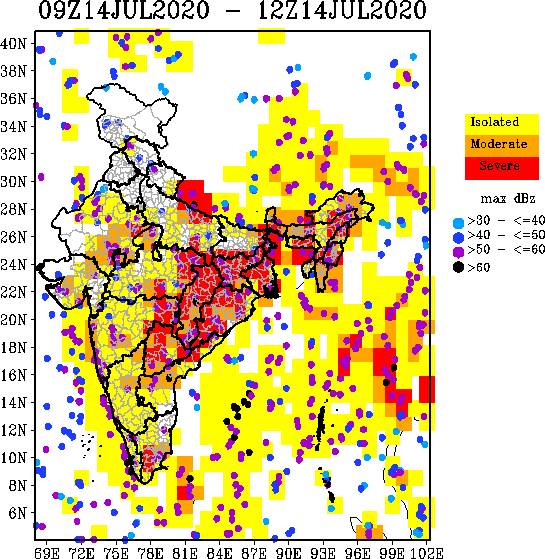 09Z14JUL2020 - 12Z14JUL2020
40N
38N
36N
34N
32N
30N
28N
26N
24N
22N
20N
18N
16N
14N
12N
10N
8N
6N
69E 72E 75E 78E 81E 84E 87E 90E 93E 96E 99E 102E
Isolated
Moderate
Severe
max dBz
>30 - <=40
>40 - <=50
>50 - <=60
>60